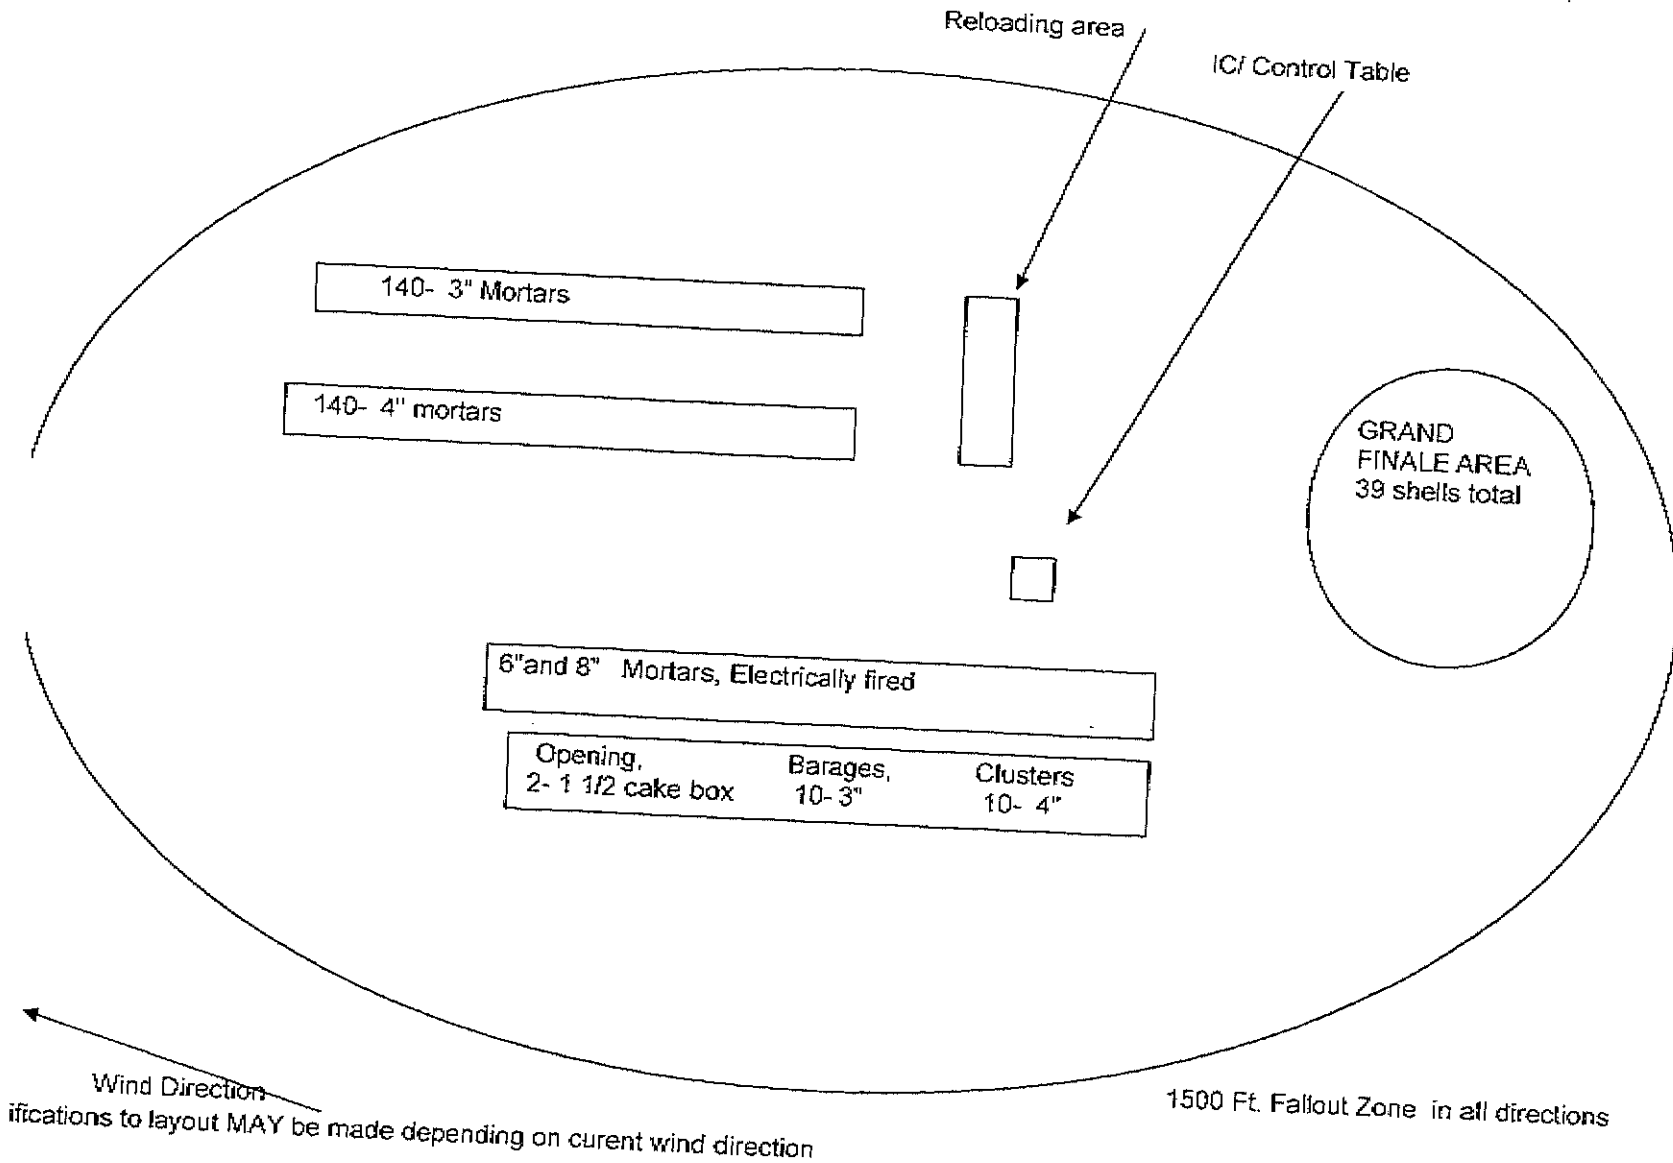 Reloading area
IC/ Control Table
140- 3" Mortars
140- 4" mortars
GRAND
FINALE AREA
39 shells total
6"and 8" Mortars, Electrically fired
Opening,
2- 1 1/2 cake box
Barages,
10- 3"
Clusters
10- 4"
Wind Direction
ifications to layout MAY be made depending on curent wind direction
1500 Ft. Fallout Zone in all directions